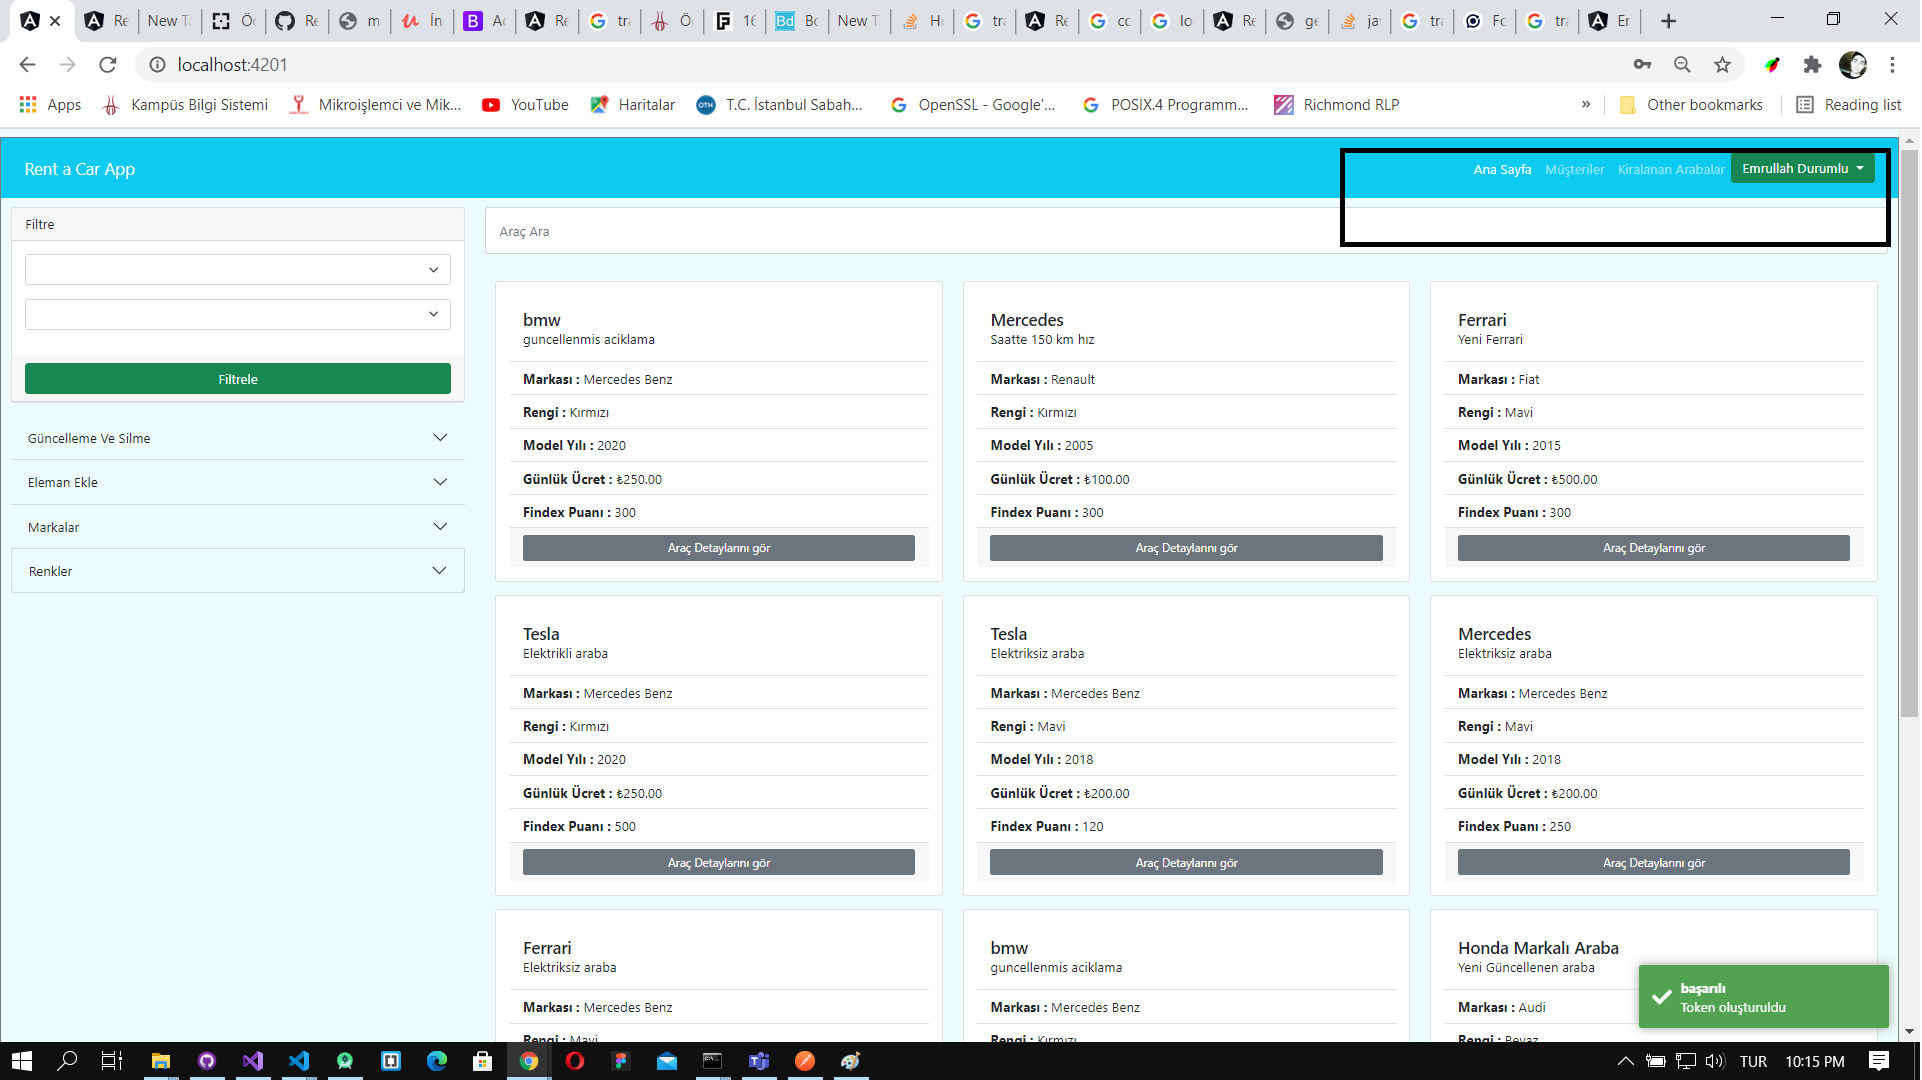 Re
New Ta
Re
m
İn
Re
tra
16
Bd
New T
tra
Re
lo
Re
ge
ja
tra
tra
localhost:4201
Apps
Kampüs Bilgi Sistemi
Mikroişlemci ve Mik...
YouTube
Haritalar
OTH
T.C. İstanbul Sabah...
OpenSSL - Google'...
POSIX.4 Programm...
Richmond RLP
»
Other bookmarks
Reading list
Rent a Car App
Ana Sayfa
Müşteriler
Kiralanan Arabalar
Emrullah Durumlu
Filtre
Filtrele
Güncelleme Ve Silme
Eleman Ekle
Markalar
Renkler
Araç Ara
bmw
guncellenmis aciklama
Markası : Mercedes Benz
Rengi : Kırmızı
Model Yılı : 2020
Günlük Ücret : ₺250.00
Findex Puanı : 300
Araç Detaylarını gör
Mercedes
Saatte 150 km hız
Markası : Renault
Rengi : Kırmızı
Model Yılı : 2005
Günlük Ücret : ₺100.00
Findex Puanı : 300
Araç Detaylarını gör
Ferrari
Yeni Ferrari
Markası : Fiat
Rengi : Mavi
Model Yılı : 2015
Günlük Ücret : ₺500.00
Findex Puanı : 300
Araç Detaylarını gör
Tesla
Elektrikli araba
Markası : Mercedes Benz
Rengi : Kırmızı
Model Yılı : 2020
Günlük Ücret : ₺250.00
Findex Puanı : 500
Araç Detaylarını gör
Tesla
Elektriksiz araba
Markası : Mercedes Benz
Rengi : Mavi
Model Yılı : 2018
Günlük Ücret : ₺200.00
Findex Puanı : 120
Araç Detaylarını gör
Mercedes
Elektriksiz araba
Markası : Mercedes Benz
Rengi : Mavi
Model Yılı : 2018
Günlük Ücret : ₺200.00
Findex Puanı : 250
Araç Detaylarını gör
Ferrari
Elektriksiz araba
Markası : Mercedes Benz
Rengi : Mavi
bmw
guncellenmis aciklama
Markası : Mercedes Benz
Rengi : Kırmızı
Honda Markalı Araba
Yeni Güncellenen araba
Markası : Audi
Rengi : Beyaz
başarılı
Token oluşturuldu
TUR
10:15 PM